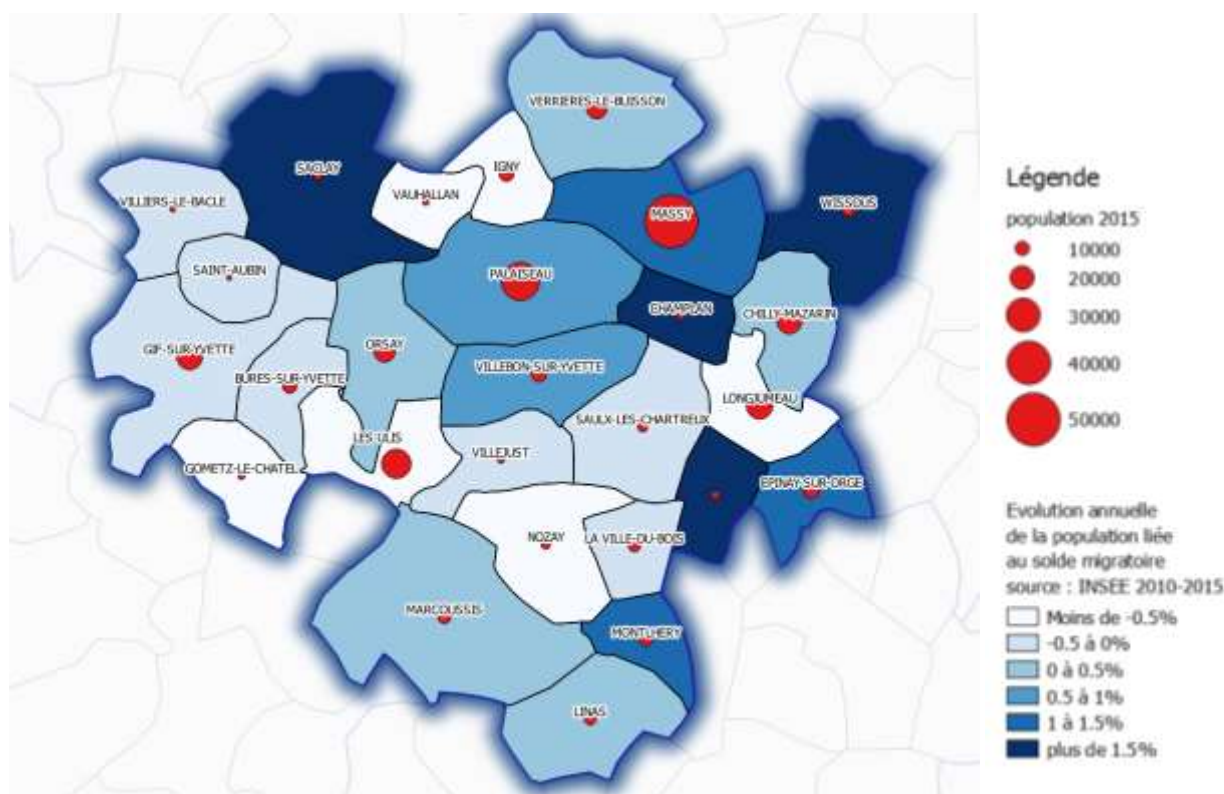 VERRIERES-LE-BUISSON
SACLAY
IGNY
VAUHALLAN
VILLIERS-LE-BACLE
MASSY
WISSOUS
SAINT-AUBIN
PALAISEAU
CHAMPLAN
CHILLY-MAZARIN
GIF-SUR-YVETTE
ORSAY
BURES-SUR-YVETTE
VILLEBON-SUR-YVETTE
LONGJUMEAU
SAULX-LES-CHARTREUX
LES ULIS
VILLEJUST
GOMETZ-LE-CHATEL
EPINAY-SUR-ORGE
NOZAY
LA VILLE-DU-BOIS
MARCOUSSIS
MONTLHERY
LINAS
Légende
population 2015
10000
20000
30000
40000
50000
Evolution annuelle
de la population liée
au solde migratoire
source : INSEE 2010-2015
Moins de -0.5%
-0.5 à 0%
0 à 0.5%
0.5 à 1%
1 à 1.5%
plus de 1.5%